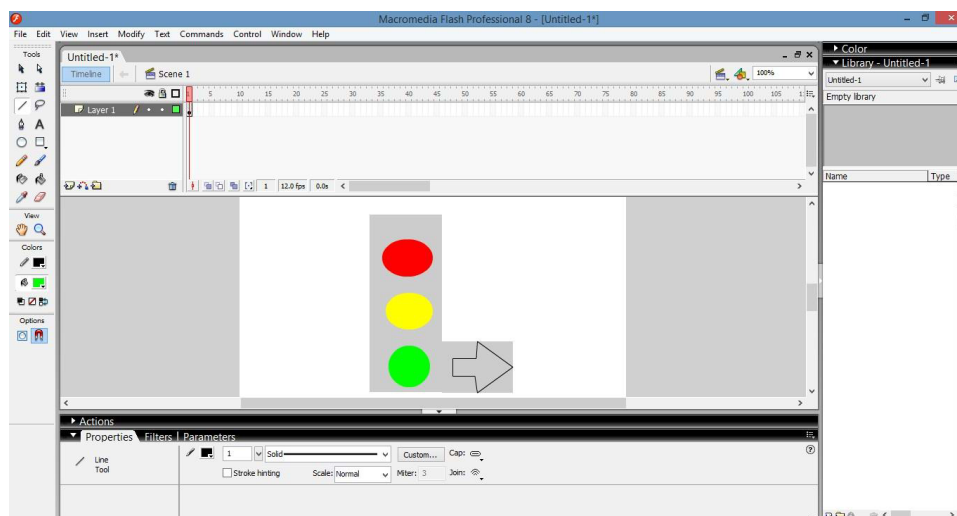 Macromedia Flash Professional 8 - [Untitled-1*]
File Edit View Insert Modify Text Commands Control Window Help
Tools
View
Colors
Options
Untitled-1*
Timeline Scene 1 100%
1 5 10 15 20 25 30 35 40 45 50 55 60 65 70 75 80 85 90 95 100 105
Layer 1
1 12.0 fps 0.0s
Actions
Properties Filters Parameters
Line
Tool
1 Solid Custom... Cap:
Stroke hinting Scale: Normal Miter: 3 Join:
Color
Library - Untitled-1
Untitled-1
Empty library
Name Type